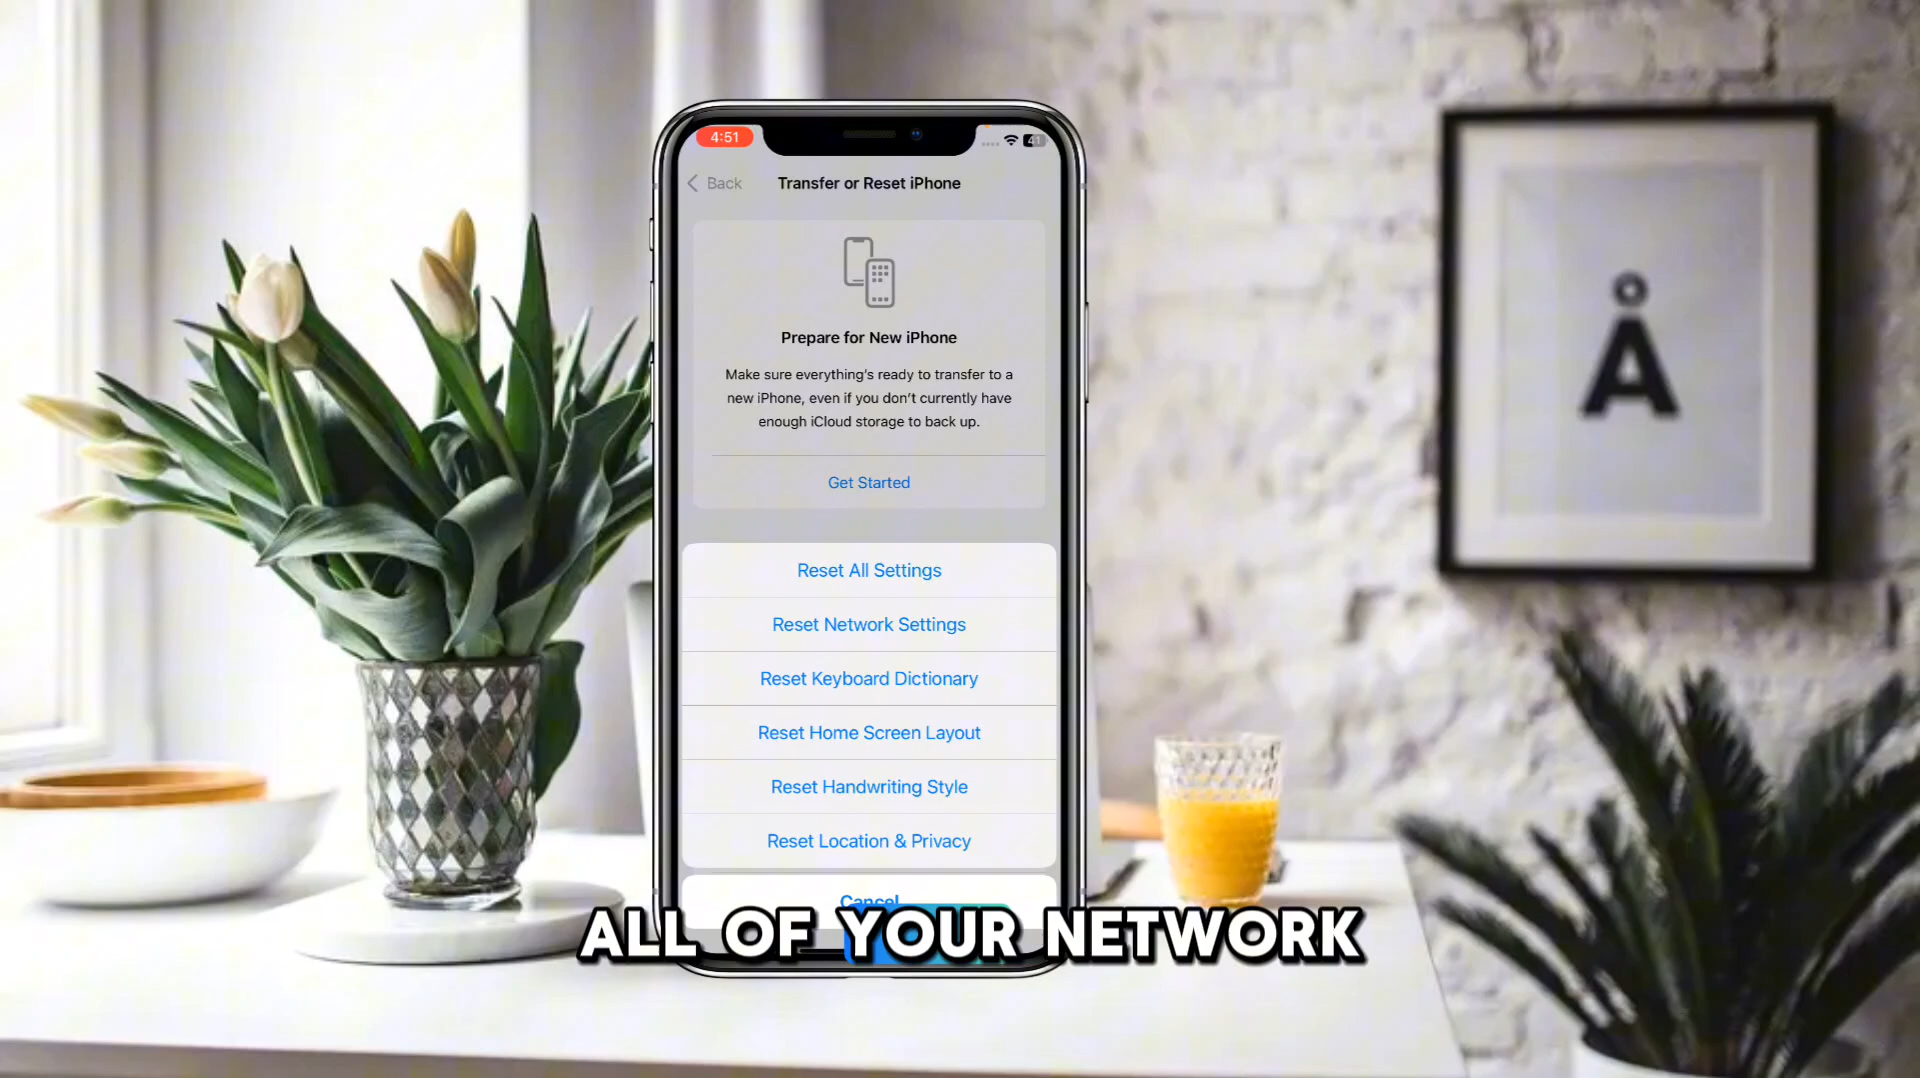 4:51
41
Back
Transfer or Reset iPhone
Prepare for New iPhone
Make sure everything's ready to transfer to a
new iPhone, even if you don't currently have
enough iCloud storage to back up.
Get Started
Reset All Settings
Reset Network Settings
Reset Keyboard Dictionary
Reset Home Screen Layout
Reset Handwriting Style
Reset Location & Privacy
Cancel
ALL OF YOUR NETWORK
Å